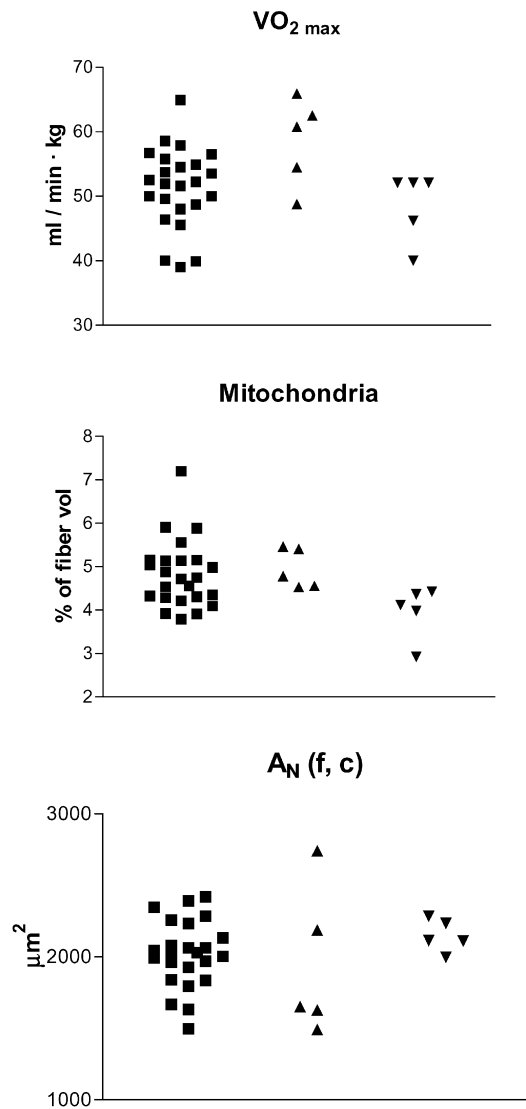 VO2 max
70
60
50
40
30
ml / min · kg
Mitochondria
8
7
6
5
4
3
2
% of fiber vol
AN (f, c)
3000
2000
1000
μm2